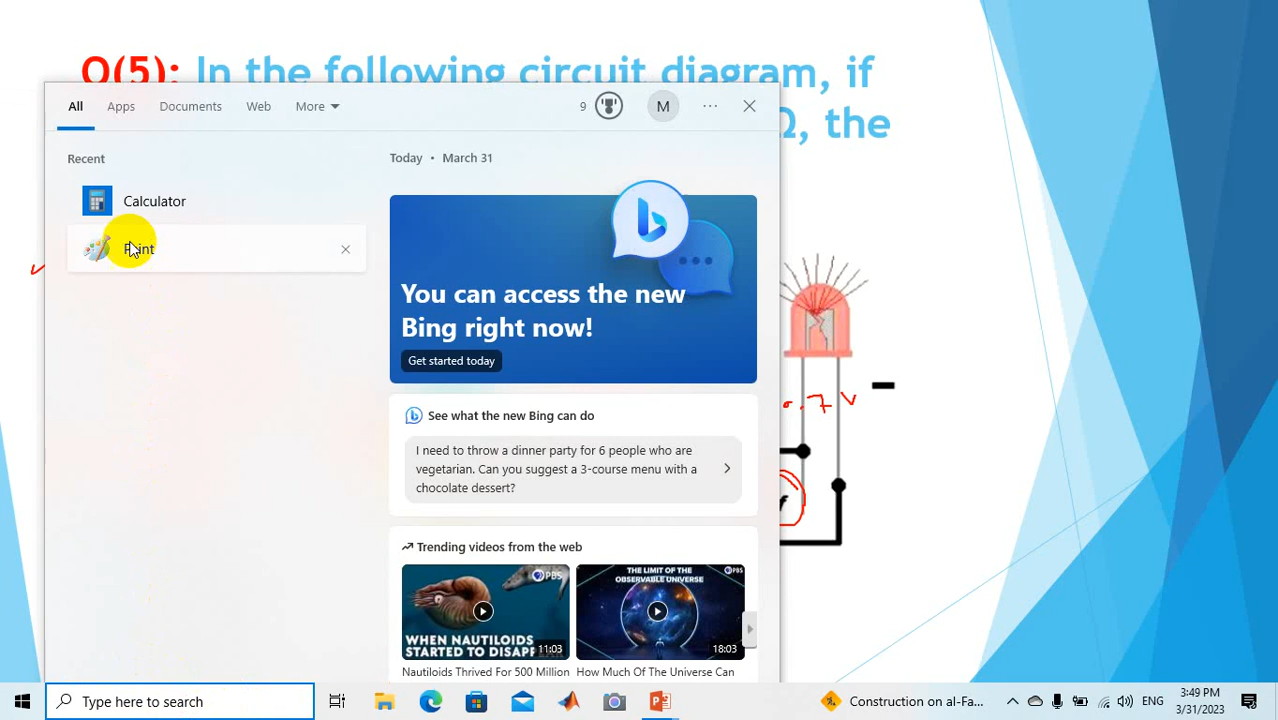 Q(5): In the following circuit diagram, if
Ω, the
All
Apps
Documents
Web
More
9
M
Recent
Today • March 31
Calculator
Paint
You can access the new
Bing right now!
Get started today
See what the new Bing can do
I need to throw a dinner party for 6 people who are
vegetarian. Can you suggest a 3-course menu with a
chocolate dessert?
0.7 V
Trending videos from the web
PBS
WHEN NAUTILOIDS
STARTED TO DISAP
11:03
THE LIMIT OF THE
OBSERVABLE UNIVERSE
PBS
18:03
Nautiloids Thrived For 500 Million
How Much Of The Universe Can
Type here to search
Construction on al-Fa...
ENG
3:49 PM
3/31/2023